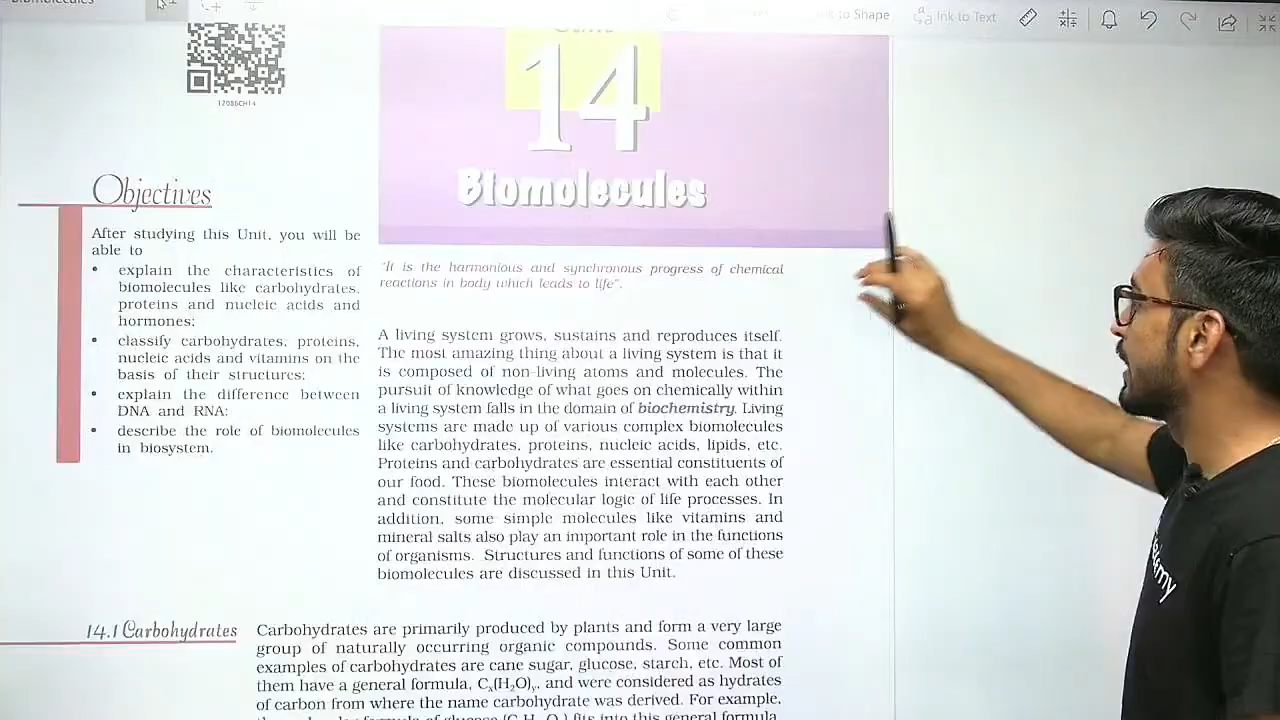 Biomolecules
Ink to Shape
Ink to Text
12086CH14
Unit
14
Biomolecules
Objectives
After studying this Unit, you will be
able to
• explain the characteristics of
biomolecules like carbohydrates,
proteins and nucleic acids and
hormones;
• classify carbohydrates, proteins,
nucleic acids and vitamins on the
basis of their structures;
• explain the difference between
DNA and RNA;
• describe the role of biomolecules
in biosystem.
"It is the harmonious and synchronous progress of chemical
reactions in body which leads to life".
A living system grows, sustains and reproduces itself.
The most amazing thing about a living system is that it
is composed of non-living atoms and molecules. The
pursuit of knowledge of what goes on chemically within
a living system falls in the domain of biochemistry. Living
systems are made up of various complex biomolecules
like carbohydrates, proteins, nucleic acids, lipids, etc.
Proteins and carbohydrates are essential constituents of
our food. These biomolecules interact with each other
and constitute the molecular logic of life processes. In
addition, some simple molecules like vitamins and
mineral salts also play an important role in the functions
of organisms. Structures and functions of some of these
biomolecules are discussed in this Unit.
14.1 Carbohydrates
Carbohydrates are primarily produced by plants and form a very large
group of naturally occurring organic compounds. Some common
examples of carbohydrates are cane sugar, glucose, starch, etc. Most of
them have a general formula, Cₓ(H₂O)ᵧ, and were considered as hydrates
of carbon from where the name carbohydrate was derived. For example,
the molecular formula of glucose (C₆H₁₂O₆) fits into this general formula,